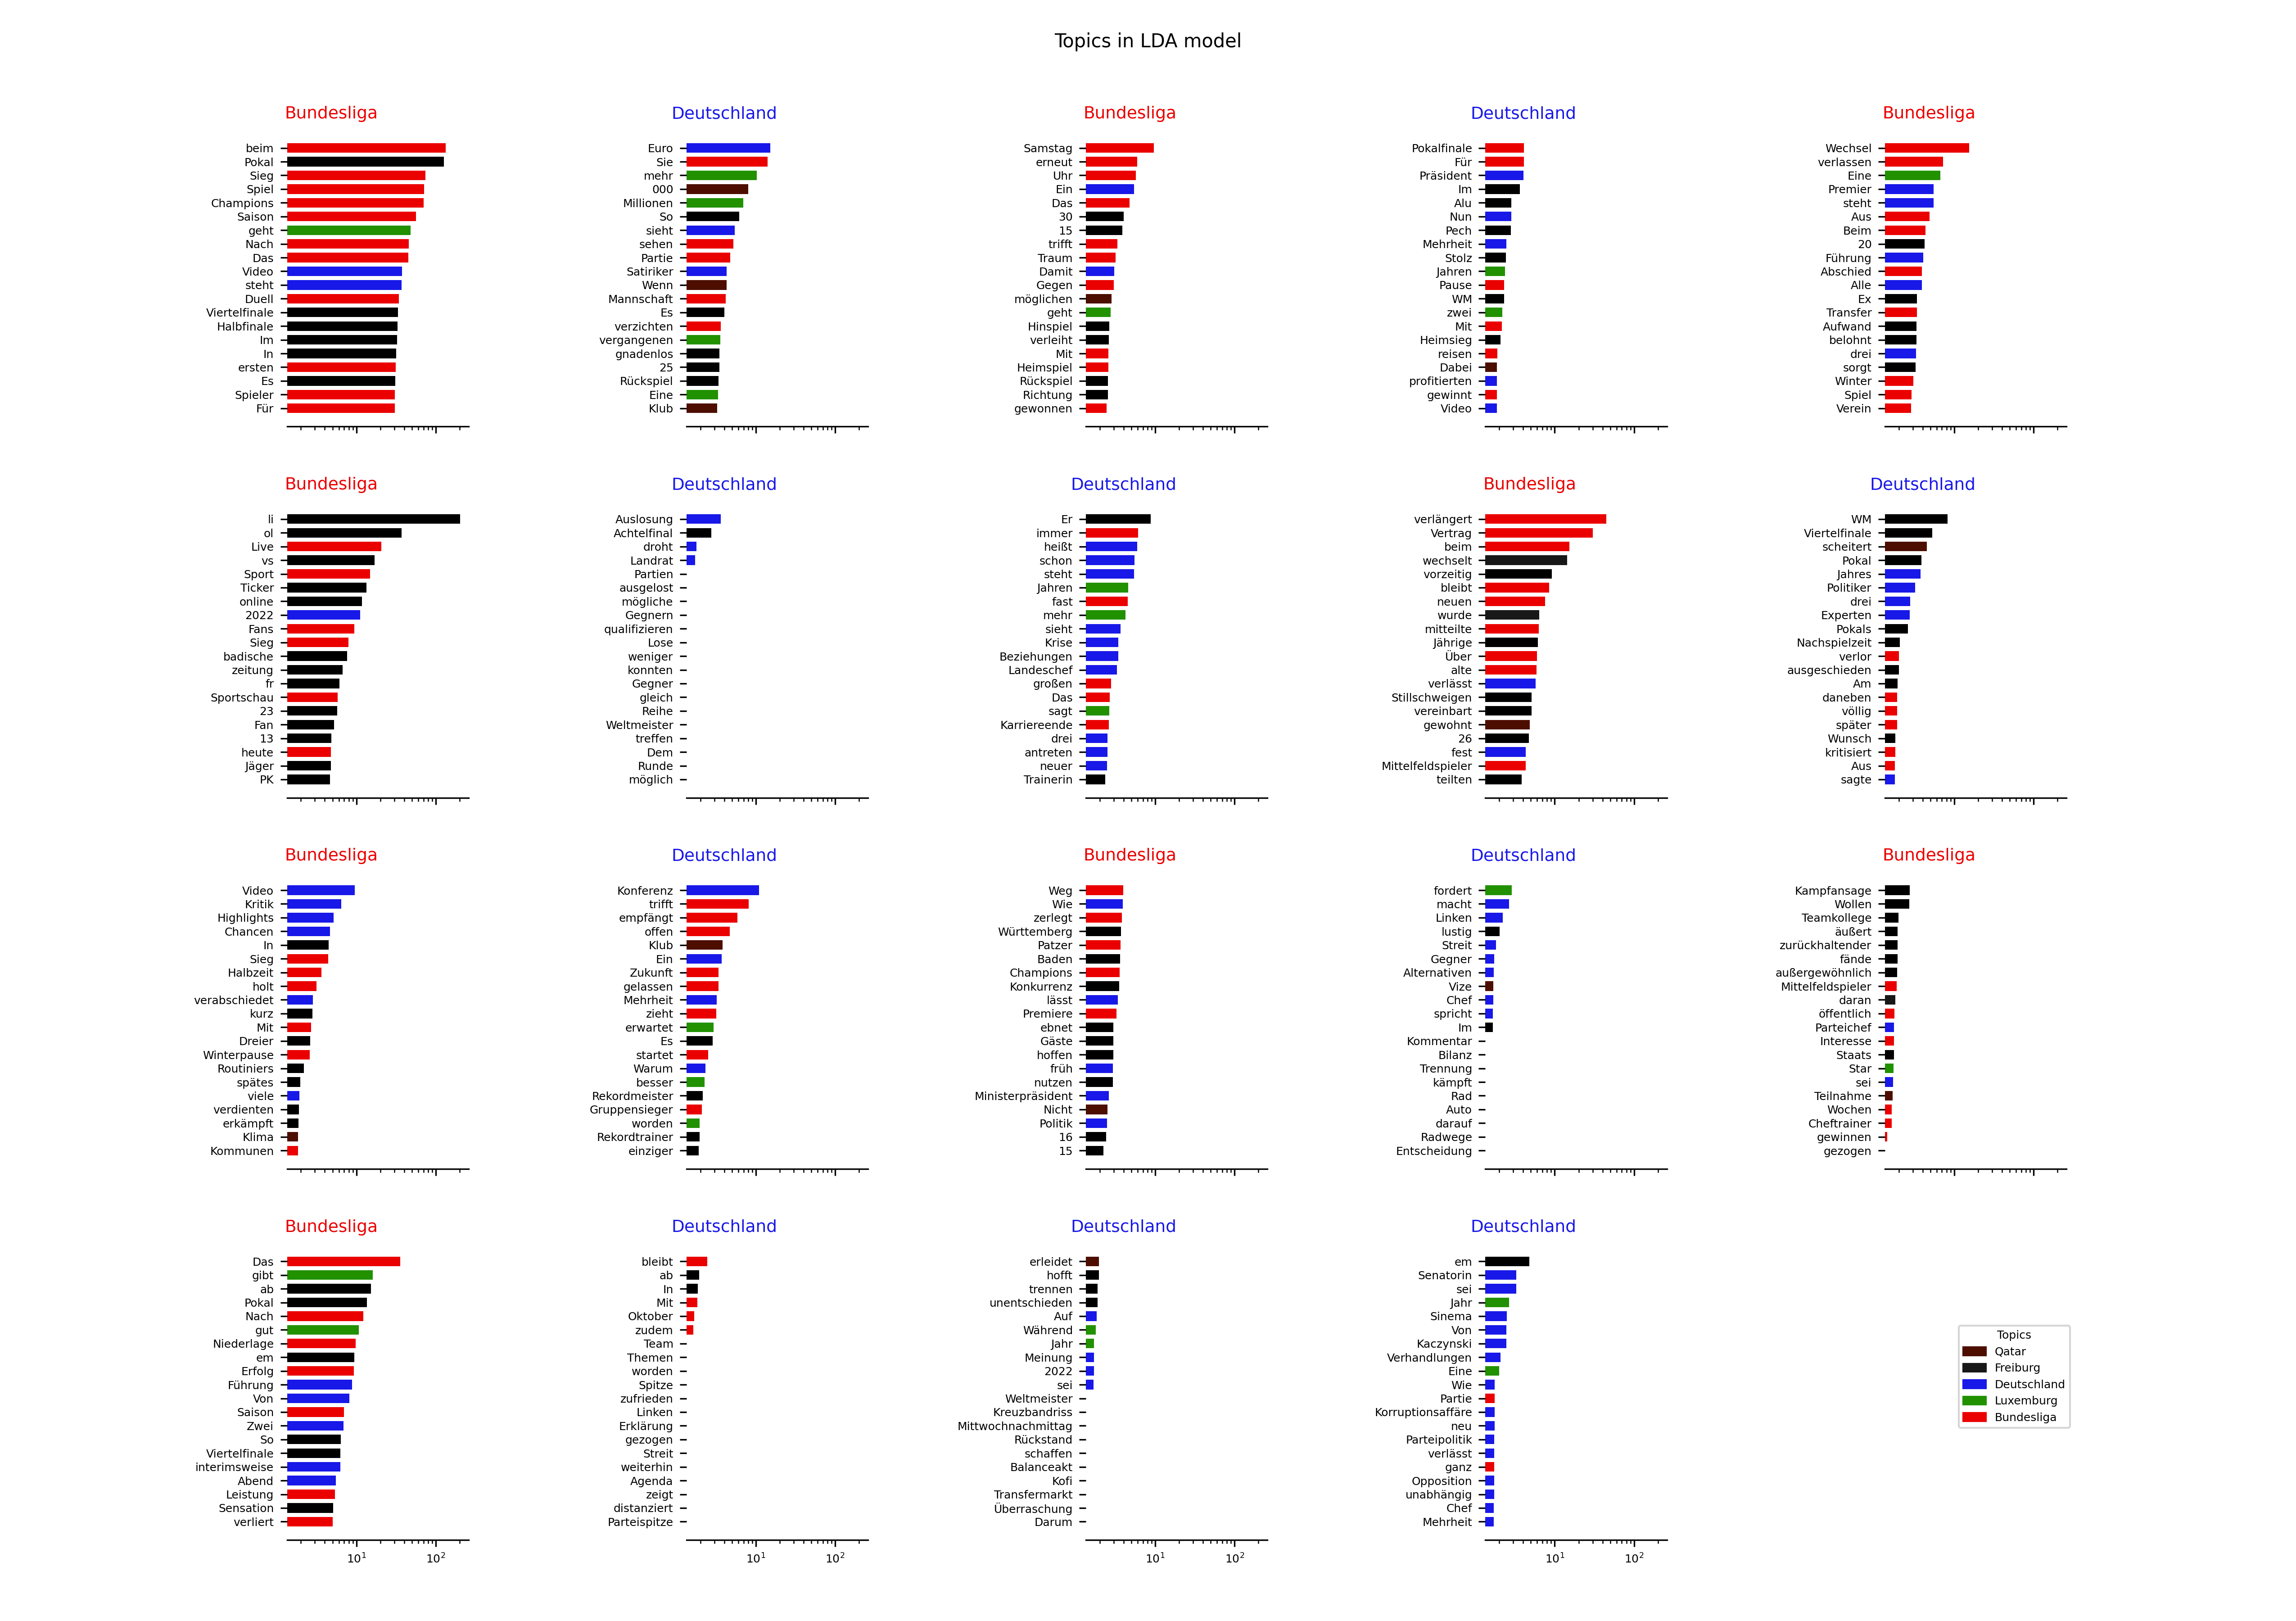 Topics in LDA model
Bundesliga
beim
Pokal
Sieg
Spiel
Champions
Saison
geht
Nach
Das
Video
steht
Duell
Viertelfinale
Halbfinale
Im
In
ersten
Es
Spieler
Für
Deutschland
Euro
Sie
mehr
000
Millionen
So
sieht
sehen
Partie
Satiriker
Wenn
Mannschaft
Es
verzichten
vergangenen
gnadenlos
25
Rückspiel
Eine
Klub
Bundesliga
Samstag
erneut
Uhr
Ein
Das
30
15
trifft
Traum
Damit
Gegen
möglichen
geht
Hinspiel
verleiht
Mit
Heimspiel
Rückspiel
Richtung
gewonnen
Deutschland
Pokalfinale
Für
Präsident
Im
Alu
Nun
Pech
Mehrheit
Stolz
Jahren
Pause
WM
zwei
Mit
Heimsieg
reisen
Dabei
profitierten
gewinnt
Video
Bundesliga
Wechsel
verlassen
Eine
Premier
steht
Aus
Beim
20
Führung
Abschied
Alle
Ex
Transfer
Aufwand
belohnt
drei
sorgt
Winter
Spiel
Verein
Bundesliga
li
ol
Live
vs
Sport
Ticker
online
2022
Fans
Sieg
badische
zeitung
fr
Sportschau
23
Fan
13
heute
Jäger
PK
Deutschland
Auslosung
Achtelfinal
droht
Landrat
Partien
ausgelost
mögliche
Gegnern
qualifizieren
Lose
weniger
konnten
Gegner
gleich
Reihe
Weltmeister
treffen
Dem
Runde
möglich
Deutschland
Er
immer
heißt
schon
steht
Jahren
fast
mehr
sieht
Krise
Beziehungen
Landeschef
großen
Das
sagt
Karriereende
drei
antreten
neuer
Trainerin
Bundesliga
verlängert
Vertrag
beim
wechselt
vorzeitig
bleibt
neuen
wurde
mitteilte
Jährige
Über
alte
verlässt
Stillschweigen
vereinbart
gewohnt
26
fest
Mittelfeldspieler
teilten
Deutschland
WM
Viertelfinale
scheitert
Pokal
Jahres
Politiker
drei
Experten
Pokals
Nachspielzeit
verlor
ausgeschieden
Am
daneben
völlig
später
Wunsch
kritisiert
Aus
sagte
Bundesliga
Video
Kritik
Highlights
Chancen
In
Sieg
Halbzeit
holt
verabschiedet
kurz
Mit
Dreier
Winterpause
Routiniers
spätes
viele
verdienten
erkämpft
Klima
Kommunen
Deutschland
Konferenz
trifft
empfängt
offen
Klub
Ein
Zukunft
gelassen
Mehrheit
zieht
erwartet
Es
startet
Warum
besser
Rekordmeister
Gruppensieger
worden
Rekordtrainer
einziger
Bundesliga
Weg
Wie
zerlegt
Württemberg
Patzer
Baden
Champions
Konkurrenz
lässt
Premiere
ebnet
Gäste
hoffen
früh
nutzen
Ministerpräsident
Nicht
Politik
16
15
Deutschland
fordert
macht
Linken
lustig
Streit
Gegner
Alternativen
Vize
Chef
spricht
Im
Kommentar
Bilanz
Trennung
kämpft
Rad
Auto
darauf
Radwege
Entscheidung
Bundesliga
Kampfansage
Wollen
Teamkollege
äußert
zurückhaltender
fände
außergewöhnlich
Mittelfeldspieler
daran
öffentlich
Parteichef
Interesse
Staats
Star
sei
Teilnahme
Wochen
Cheftrainer
gewinnen
gezogen
Bundesliga
Das
gibt
ab
Pokal
Nach
gut
Niederlage
em
Erfolg
Führung
Von
Saison
Zwei
So
Viertelfinale
interimsweise
Abend
Leistung
Sensation
verliert
10¹ 10²
Deutschland
bleibt
ab
In
Mit
Oktober
zudem
Team
Themen
worden
Spitze
zufrieden
Linken
Erklärung
gezogen
Streit
weiterhin
Agenda
zeigt
distanziert
Parteispitze
10¹ 10²
Deutschland
erleidet
hofft
trennen
unentschieden
Auf
Während
Jahr
Meinung
2022
sei
Weltmeister
Kreuzbandriss
Mittwochnachmittag
Rückstand
schaffen
Balanceakt
Kofi
Transfermarkt
Überraschung
Darum
10¹ 10²
Deutschland
em
Senatorin
sei
Jahr
Sinema
Von
Kaczynski
Verhandlungen
Eine
Wie
Partie
Korruptionsaffäre
neu
Parteipolitik
verlässt
ganz
Opposition
unabhängig
Chef
Mehrheit
10¹ 10²
Topics
Qatar
Freiburg
Deutschland
Luxemburg
Bundesliga